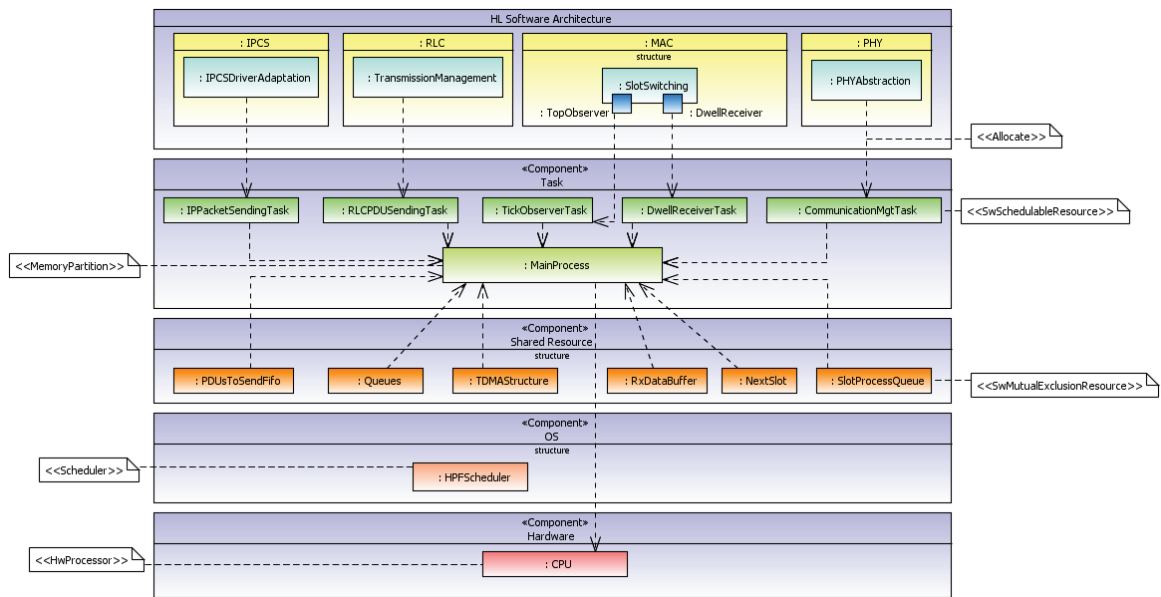 HL Software Architecture
: IPCS
: RLC
: MAC
: PHY
structure
: IPCSDriverAdaptation
: TransmissionManagement
: SlotSwitching
: PHYAbstraction
: TopObserver
: DwellReceiver
<<Allocate>>
«Component»
Task
: IPPacketSendingTask
: RLCPDUSendingTask
: TickObserverTask
: DwellReceiverTask
: CommunicationMgtTask
<<SwSchedulableResource>>
<<MemoryPartition>>
: MainProcess
«Component»
Shared Resource
structure
: PDUsToSendFifo
: Queues
: TDMAStructure
: RxDataBuffer
: NextSlot
: SlotProcessQueue
<<SwMutualExclusionResource>>
«Component»
OS
structure
<<Scheduler>>
: HPFScheduler
«Component»
Hardware
<<HwProcessor>>
: CPU